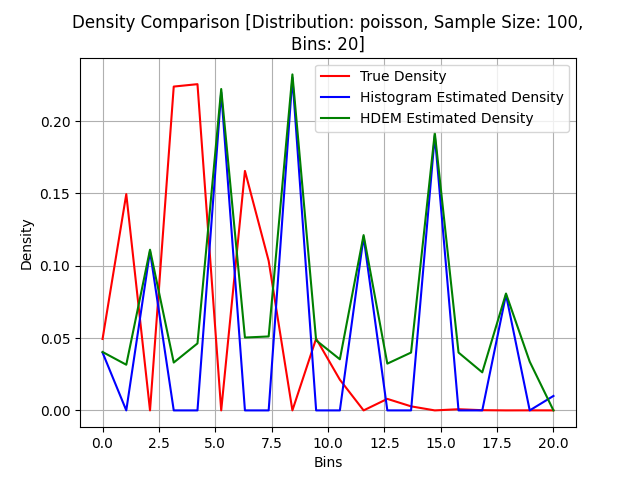 Density Comparison [Distribution: poisson, Sample Size: 100,
Bins: 20]
True Density
Histogram Estimated Density
HDEM Estimated Density
Density
0.20
0.15
0.10
0.05
0.00
0.0 2.5 5.0 7.5 10.0 12.5 15.0 17.5 20.0
Bins